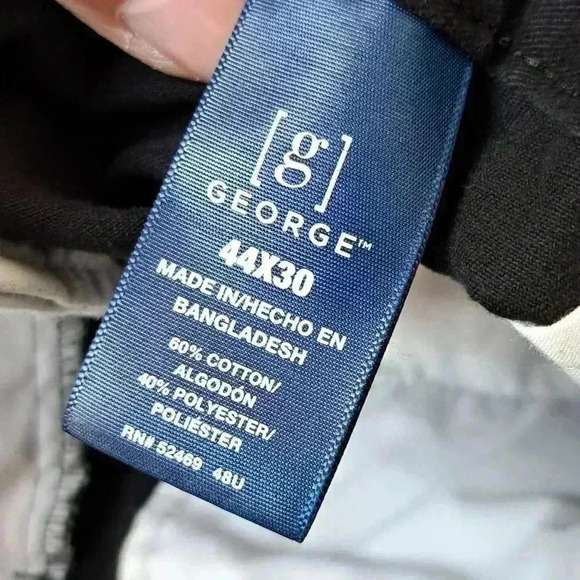 [g]
GEORGE™
44X30
MADE IN/HECHO EN
BANGLADESH
60% COTTON/
ALGODÓN
40% POLYESTER/
POLIÉSTER
RN# 52469 48U